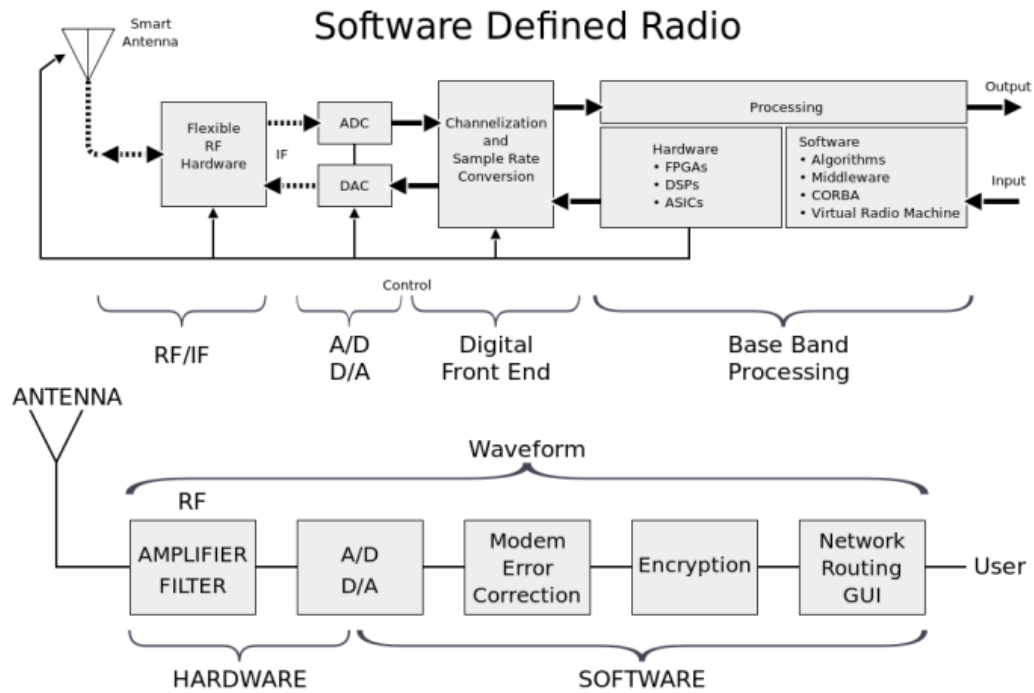 Software Defined Radio
Smart
Antenna
Flexible
RF
Hardware
IF
ADC
DAC
Channelization
and
Sample Rate
Conversion
Processing
Hardware
• FPGAs
• DSPs
• ASICs
Software
• Algorithms
• Middleware
• CORBA
• Virtual Radio Machine
Output
Input
Control
RF/IF
A/D
D/A
Digital
Front End
Base Band
Processing
ANTENNA
Waveform
RF
AMPLIFIER
FILTER
A/D
D/A
Modem
Error
Correction
Encryption
Network
Routing
GUI
User
HARDWARE
SOFTWARE